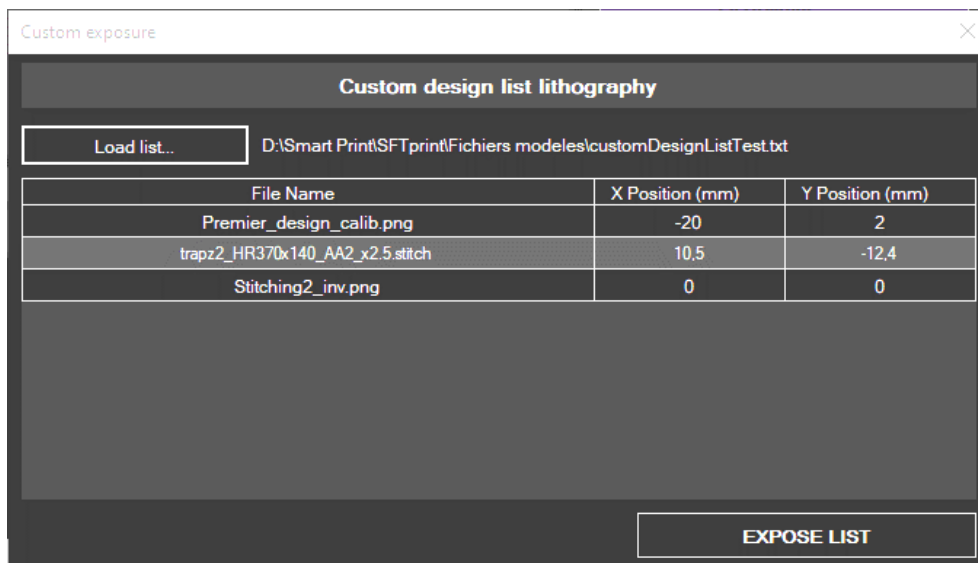 Custom exposure
Custom design list lithography
Load list... D:\Smart Print\SFTprint\Fichiers modeles\customDesignListTest.txt
File Name X Position (mm) Y Position (mm)
Premier_design_calib.png -20 2
trapz2_HR370x140_AA2_x2.5.stitch 10,5 -12,4
Stitching2_inv.png 0 0
EXPOSE LIST